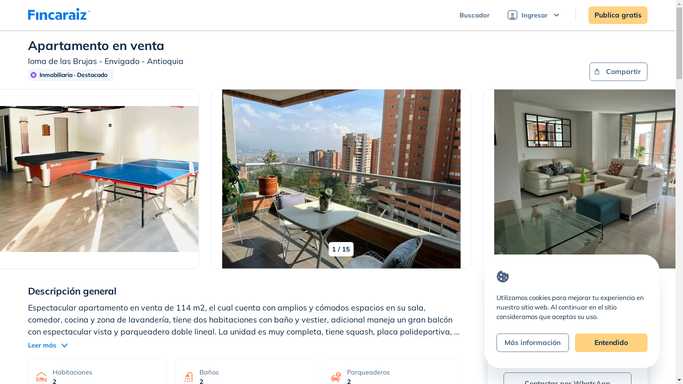 Fincaraiz
Buscador
Ingresar
Publica gratis
Apartamento en venta
loma de las Brujas - Envigado - Antioquia
Inmobiliaria · Destacado
Compartir
1 / 15
Descripción general
Espectacular apartamento en venta de 114 m2, el cual cuenta con amplios y cómodos espacios en su sala,
comedor, cocina y zona de lavandería, tiene dos habitaciones con baño y vestier, adicional maneja un gran balcón
con espectacular vista y parqueadero doble lineal. La unidad es muy completa, tiene squash, placa polideportiva, ...
Leer más
Habitaciones
2
Baños
2
Parqueaderos
2
Utilizamos cookies para mejorar tu experiencia en
nuestro sitio web. Al continuar en el sitio
consideramos que aceptas su uso.
Más información
Entendido
Contactar por WhatsApp